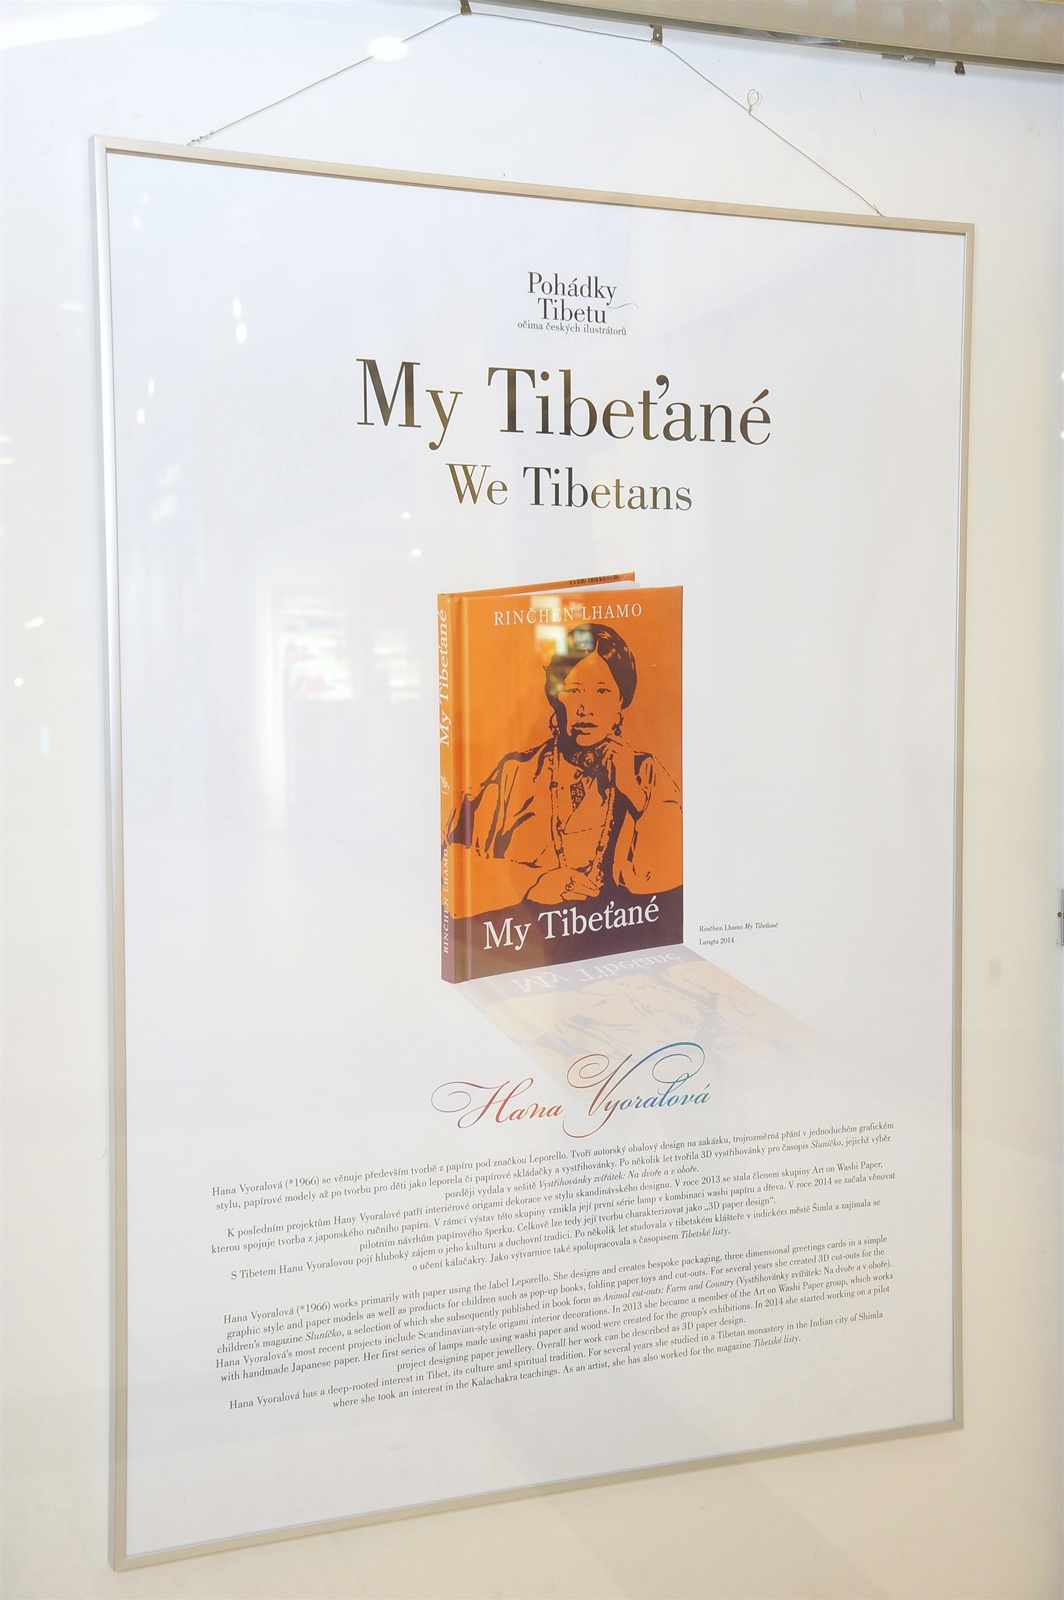 Pohádky
Tibetu
očima českých ilustrátorů
My Tibeťané
We Tibetans
RINČHEN LHAMO
My Tibeťané
RINČHEN LHAMO
My Tibeťané
Rinčhen Lhamo My Tibeťané
Lungta 2014
Hana Vyoralová
Hana Vyoralová (*1966) se věnuje především tvorbě z papíru pod značkou Leporello. Tvoří autorský obalový design na zakázku, trojrozměrná přání v jednoduchém grafickém
stylu, papírové modely až po tvorbu pro děti jako leporela či papírové skládačky a vystřihovánky. Po několik let tvořila 3D vystřihovánky pro časopis Sluníčko, jejichž výběr
později vydala v sešitě Vystřihovánky zvířátek: Na dvoře a v oboře.
K posledním projektům Hany Vyoralové patří interiérové origami dekorace ve stylu skandinávského designu. V roce 2013 se stala členem skupiny Art on Washi Paper,
kterou spojuje tvorba z japonského ručního papíru. V rámci výstav této skupiny vznikla její první série lamp v kombinaci washi papíru a dřeva. V roce 2014 se začala věnovat
pilotním návrhům papírového šperku. Celkově lze tedy její tvorbu charakterizovat jako „3D paper design“.
S Tibetem Hanu Vyoralovou pojí hluboký zájem o jeho kulturu a duchovní tradici. Po několik let studovala v tibetském klášteře v indickém městě Šimla a zajímala se
o učení kálačakry. Jako výtvarnice také spolupracovala s časopisem Tibetské listy.
Hana Vyoralová (*1966) works primarily with paper using the label Leporello. She designs and creates bespoke packaging, three dimensional greetings cards in a simple
graphic style and paper models as well as products for children such as pop-up books, folding paper toys and cut-outs. For several years she created 3D cut-outs for the
children's magazine Sluníčko, a selection of which she subsequently published in book form as Animal cut-outs: Farm and Country (Vystřihovánky zvířátek: Na dvoře a v oboře).
Hana Vyoralová's most recent projects include Scandinavian-style origami interior decorations. In 2013 she became a member of the Art on Washi Paper group, which works
with handmade Japanese paper. Her first series of lamps made using washi paper and wood were created for the group's exhibitions. In 2014 she started working on a pilot
project designing paper jewellery. Overall her work can be described as 3D paper design.
Hana Vyoralová has a deep-rooted interest in Tibet, its culture and spiritual tradition. For several years she studied in a Tibetan monastery in the Indian city of Shimla
where she took an interest in the Kalachakra teachings. As an artist, she has also worked for the magazine Tibetské listy.